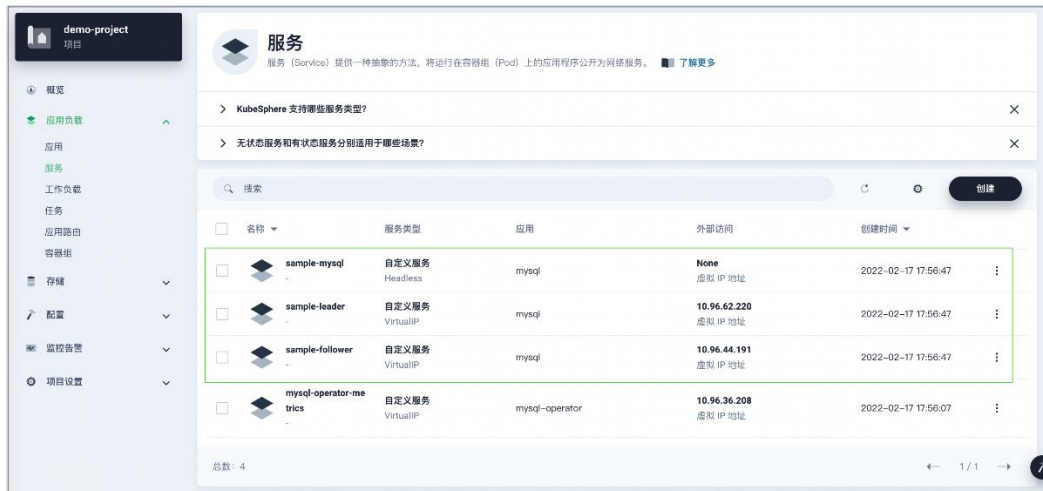 demo-project
项目
概览
应用负载
应用
服务
工作负载
任务
应用路由
容器组
存储
配置
监控告警
项目设置
服务
服务（Service）提供一种抽象的方法，将运行在容器组（Pod）上的应用程序公开为网络服务。 了解更多
KubeSphere 支持哪些服务类型?
无状态服务和有状态服务分别适用于哪些场景?
搜索
创建
名称 服务类型 应用 外部访问 创建时间
sample-mysql 自定义服务 mysql None 2022-02-17 17:56:47
- Headless 虚拟 IP 地址
sample-leader 自定义服务 mysql 10.96.62.220 2022-02-17 17:56:47
- VirtualIP 虚拟 IP 地址
sample-follower 自定义服务 mysql 10.96.44.191 2022-02-17 17:56:47
- VirtualIP 虚拟 IP 地址
mysql-operator-me
trics 自定义服务 mysql-operator 10.96.36.208 2022-02-17 17:56:07
- VirtualIP 虚拟 IP 地址
总数: 4
1 / 1